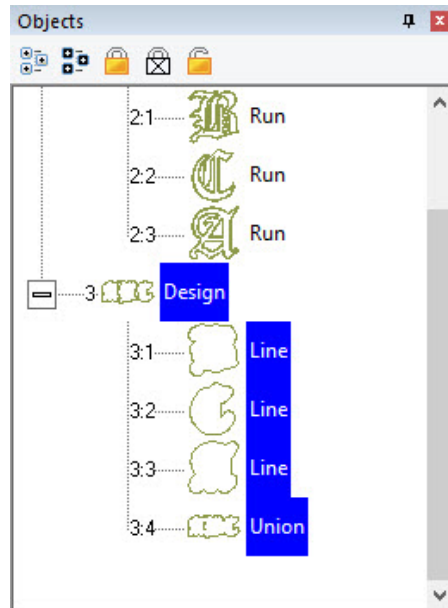 Objects
2:1 Run
2:2 Run
2:3 Run
3 Design
3:1 Line
3:2 Line
3:3 Line
3:4 Union